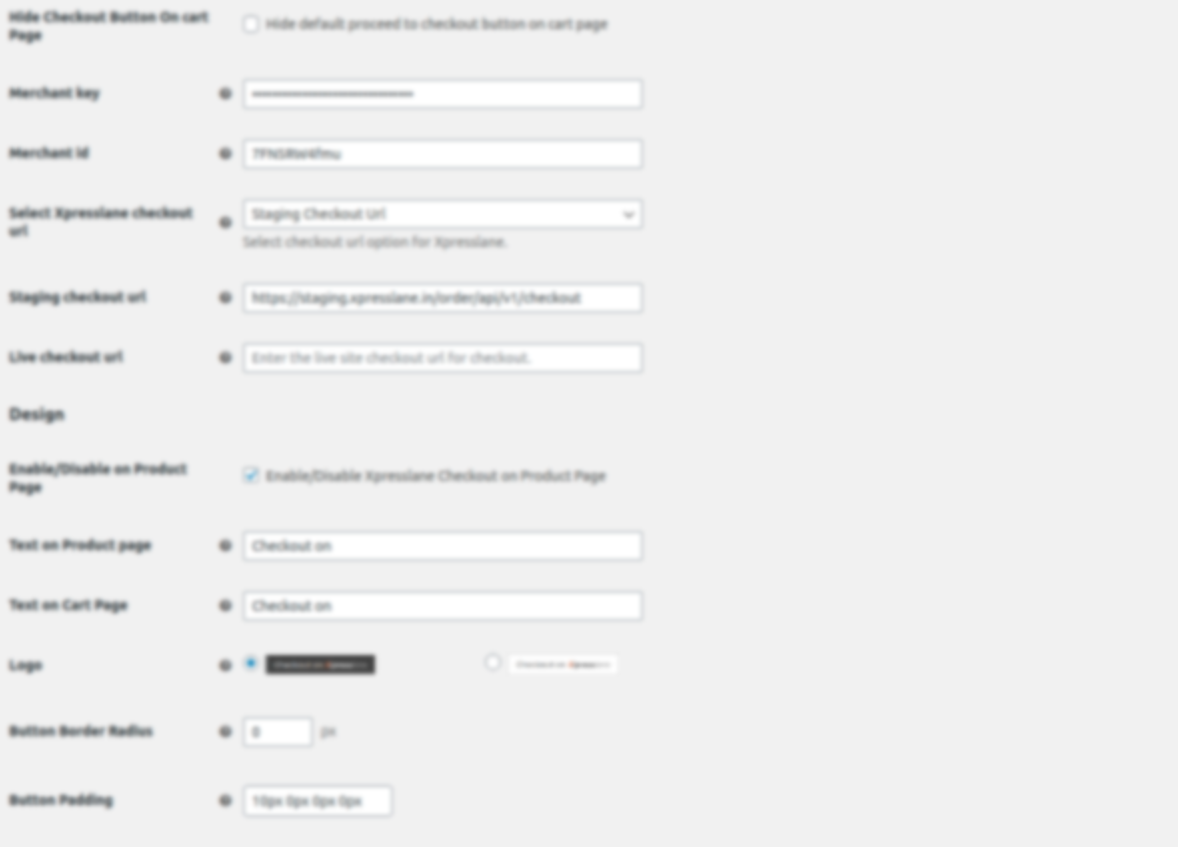 Hide Checkout Button On cart
Page
Hide default proceed to checkout button on cart page
Merchant key
Merchant id
Select Xpresslane checkout
url
Staging Checkout Url
Select checkout url option for Xpresslane.
Staging checkout url
https://staging.xpresslane.in/order/api/v1/checkout
Live checkout url
Enter the live site checkout url for checkout.
Design
Enable/Disable on Product
Page
Enable/Disable Xpresslane Checkout on Product Page
Text on Product page
Checkout on
Text on Cart Page
Checkout on
Logo
Checkout on
Checkout on
Button Border Radius
0
px
Button Padding
10px 0px 0px 0px